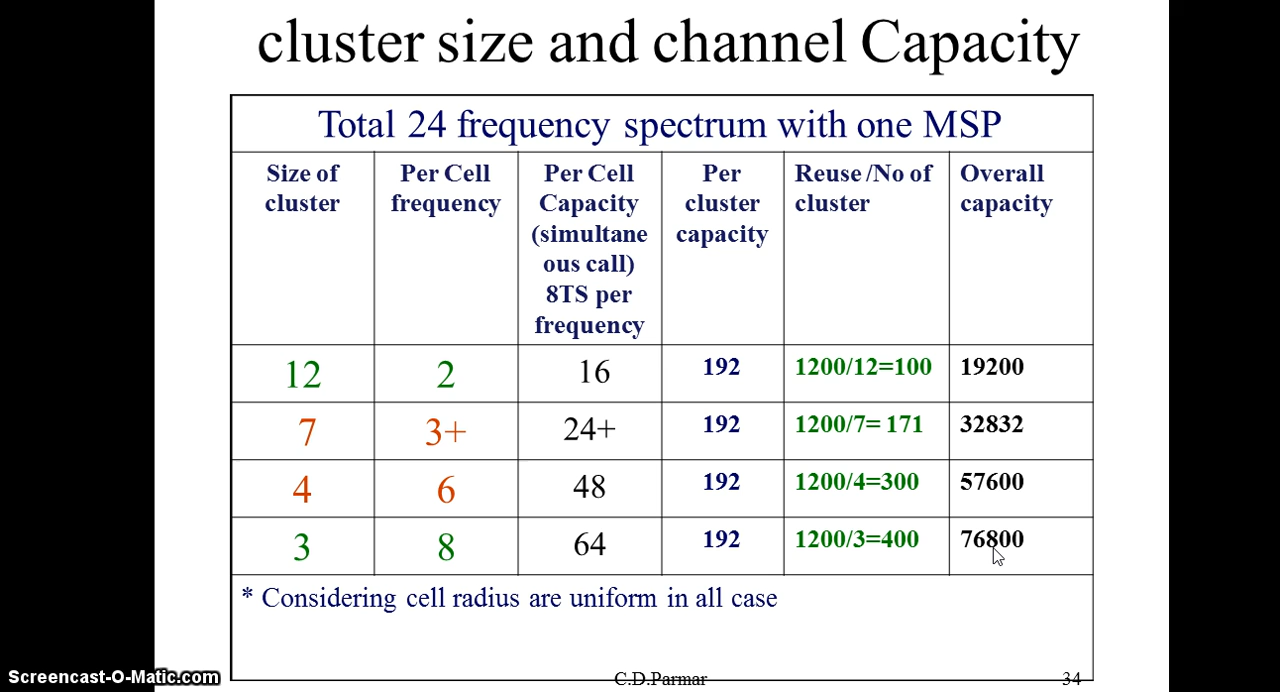 cluster size and channel Capacity
Total 24 frequency spectrum with one MSP
Size of
cluster
Per Cell
frequency
Per Cell
Capacity
(simultane
ous call)
8TS per
frequency
Per
cluster
capacity
Reuse /No of
cluster
Overall
capacity
12 2 16 192 1200/12=100 19200
7 3+ 24+ 192 1200/7= 171 32832
4 6 48 192 1200/4=300 57600
3 8 64 192 1200/3=400 76800
* Considering cell radius are uniform in all case
Screencast-O-Matic.com
C.D.Parmar 34